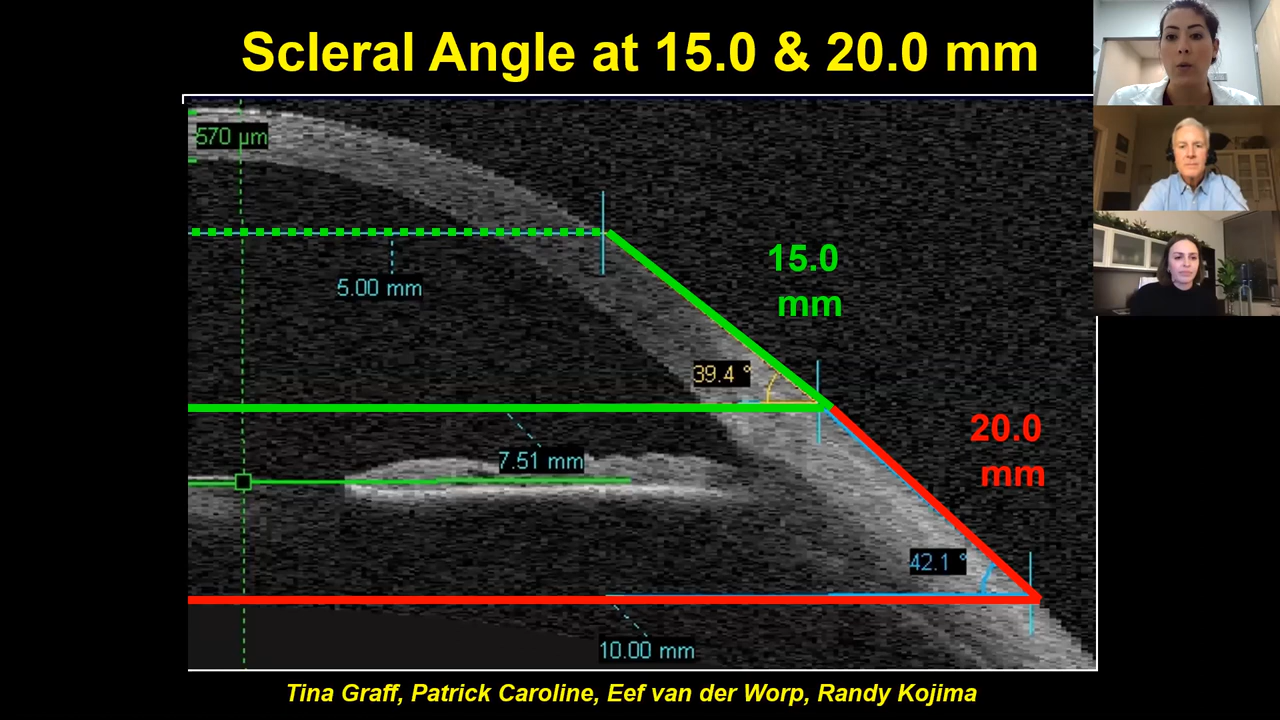 Scleral Angle at 15.0 & 20.0 mm
570 µm
5.00 mm
15.0
mm
39.4 °
7.51 mm
20.0
mm
42.1 °
10.00 mm
Tina Graff, Patrick Caroline, Eef van der Worp, Randy Kojima